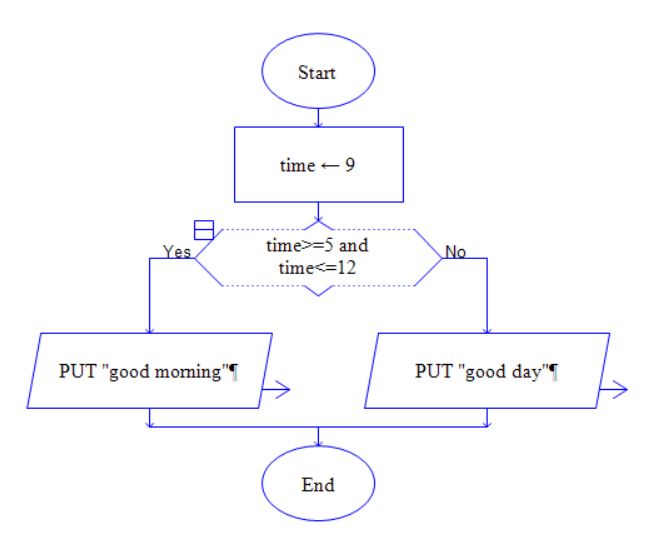 Start
time ← 9
time>=5 and
time<=12
Yes
No
PUT "good morning"¶
PUT "good day"¶
End